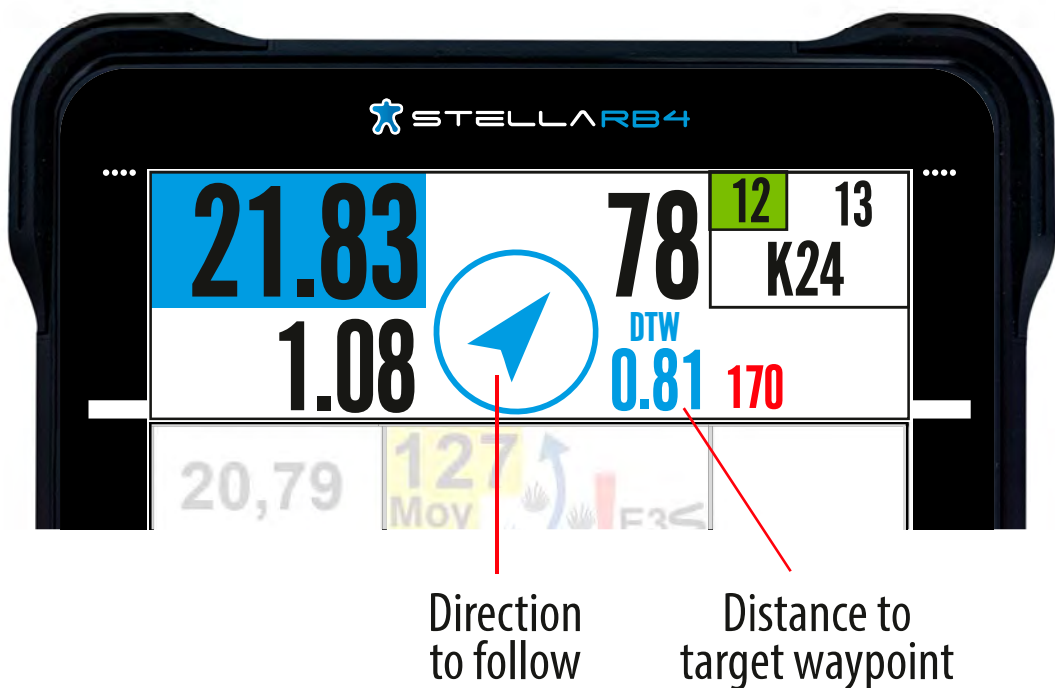 STELLARB4
21.83
78
12 13
K24
1.08
DTW
0.81
170
20,79
127
Mov
Direction
to follow
Distance to
target waypoint